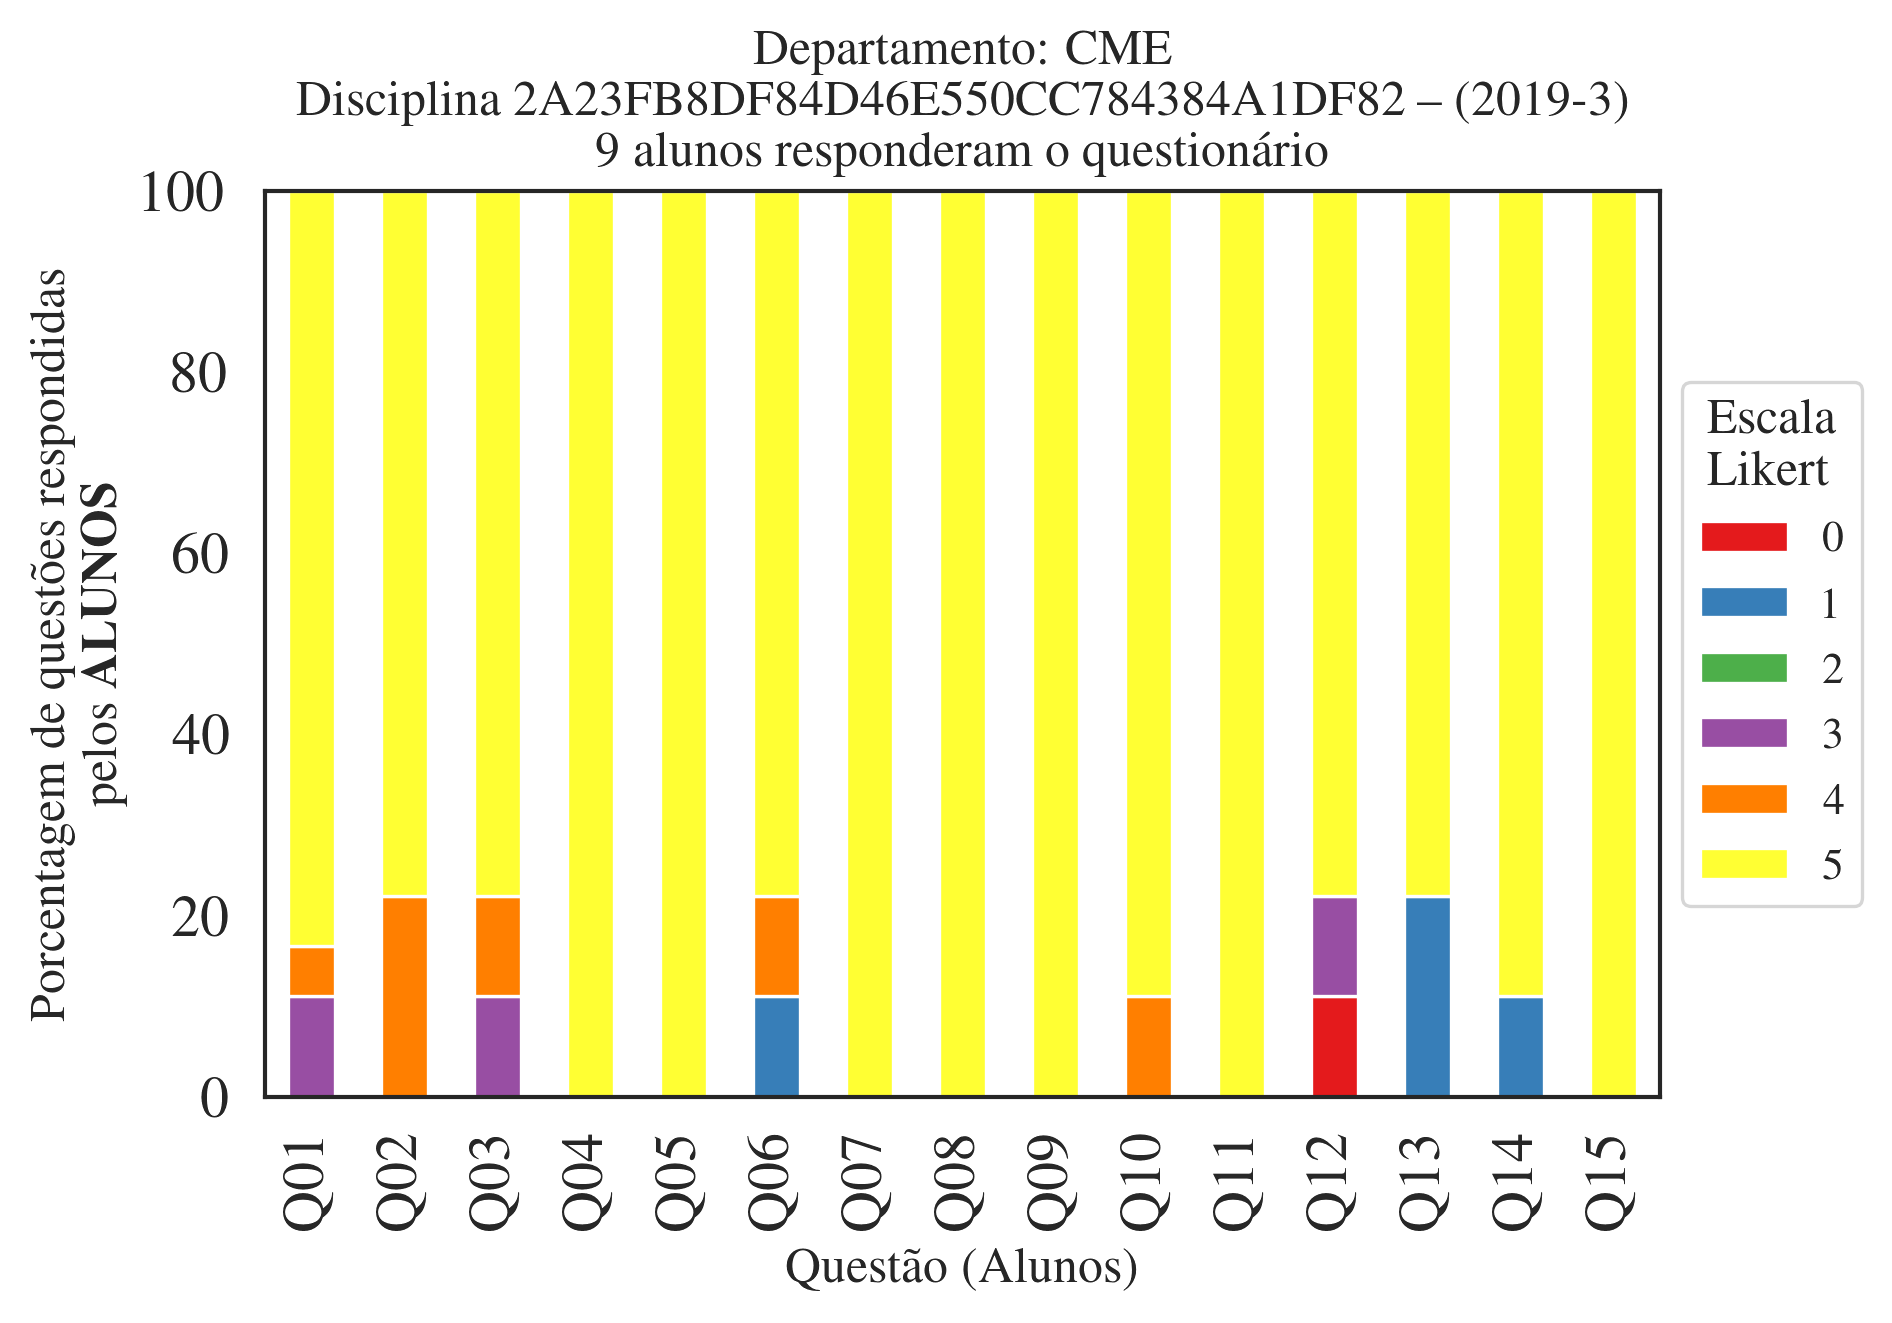 Departamento: CME
Disciplina 2A23FB8DF84D46E550CC784384A1DF82 – (2019-3)
9 alunos responderam o questionário
Porcentagem de questões respondidas
pelos ALUNOS
100
80
60
40
20
0
Q01
Q02
Q03
Q04
Q05
Q06
Q07
Q08
Q09
Q10
Q11
Q12
Q13
Q14
Q15
Questão (Alunos)
Escala
Likert
0
1
2
3
4
5